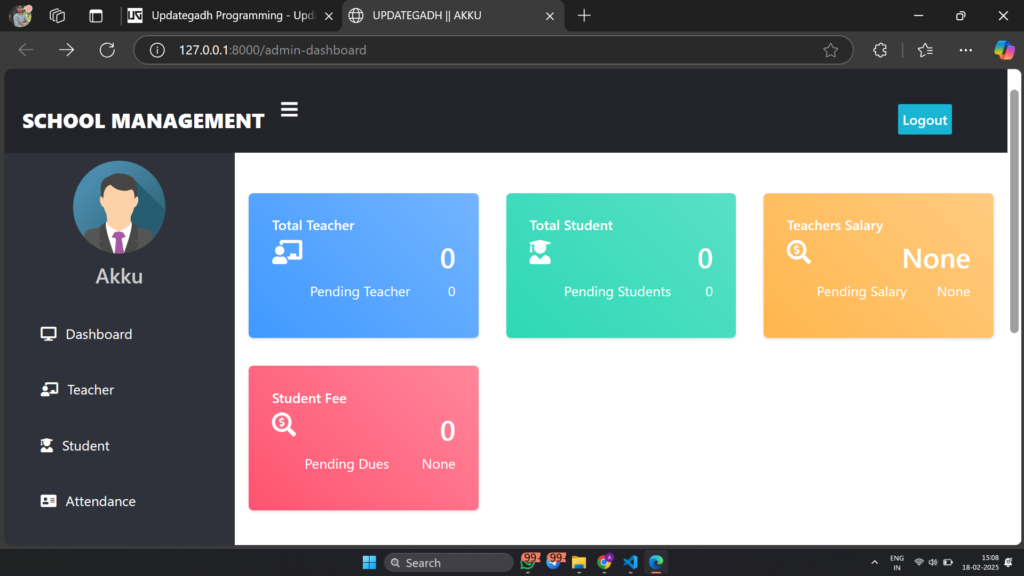 Updategadh Programming - Upd
UPDATEGADH || AKKU
127.0.0.1:8000/admin-dashboard
SCHOOL MANAGEMENT
Logout
Akku
Dashboard
Teacher
Student
Attendance
Total Teacher
0
Pending Teacher 0
Total Student
0
Pending Students 0
Teachers Salary
None
Pending Salary None
Student Fee
0
Pending Dues None
Search
99+
99+
ENG
IN
15:08
18-02-2025